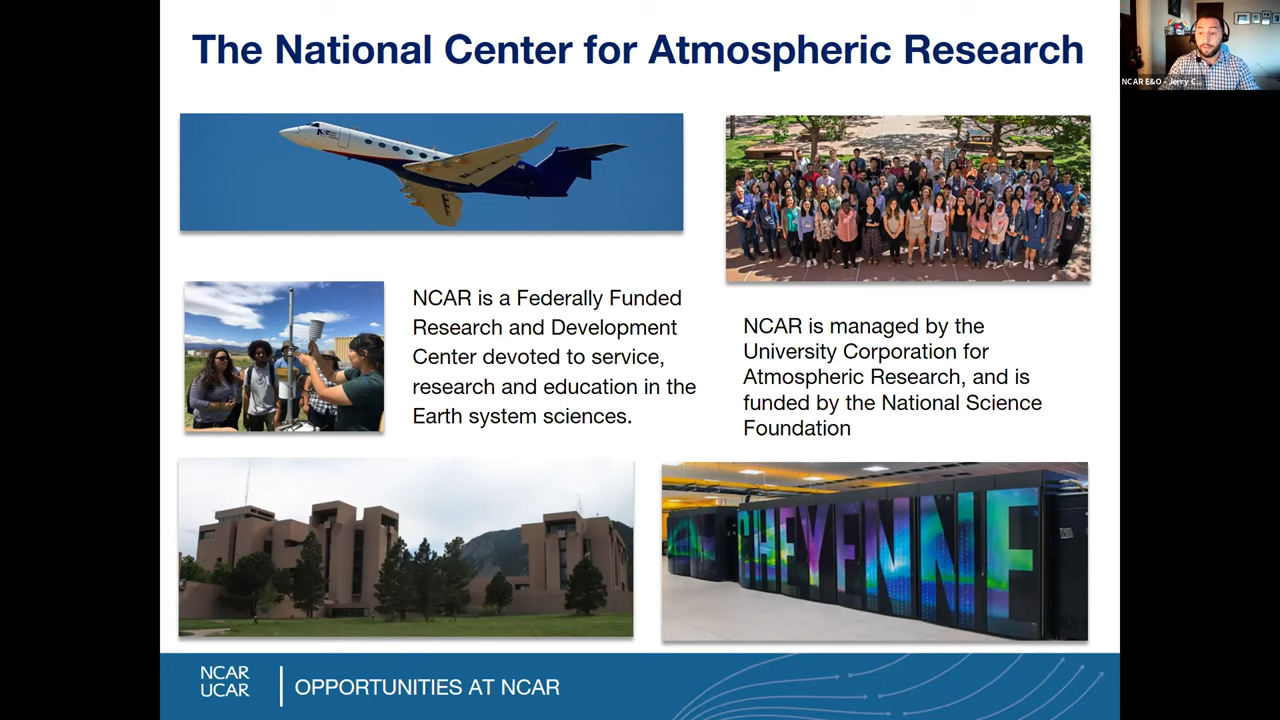 The National Center for Atmospheric Research
NCAR E&O - Jerry C...
NCAR is a Federally Funded
Research and Development
Center devoted to service,
research and education in the
Earth system sciences.
NCAR is managed by the
University Corporation for
Atmospheric Research, and is
funded by the National Science
Foundation
CHEYENNE
NCAR
UCAR
OPPORTUNITIES AT NCAR